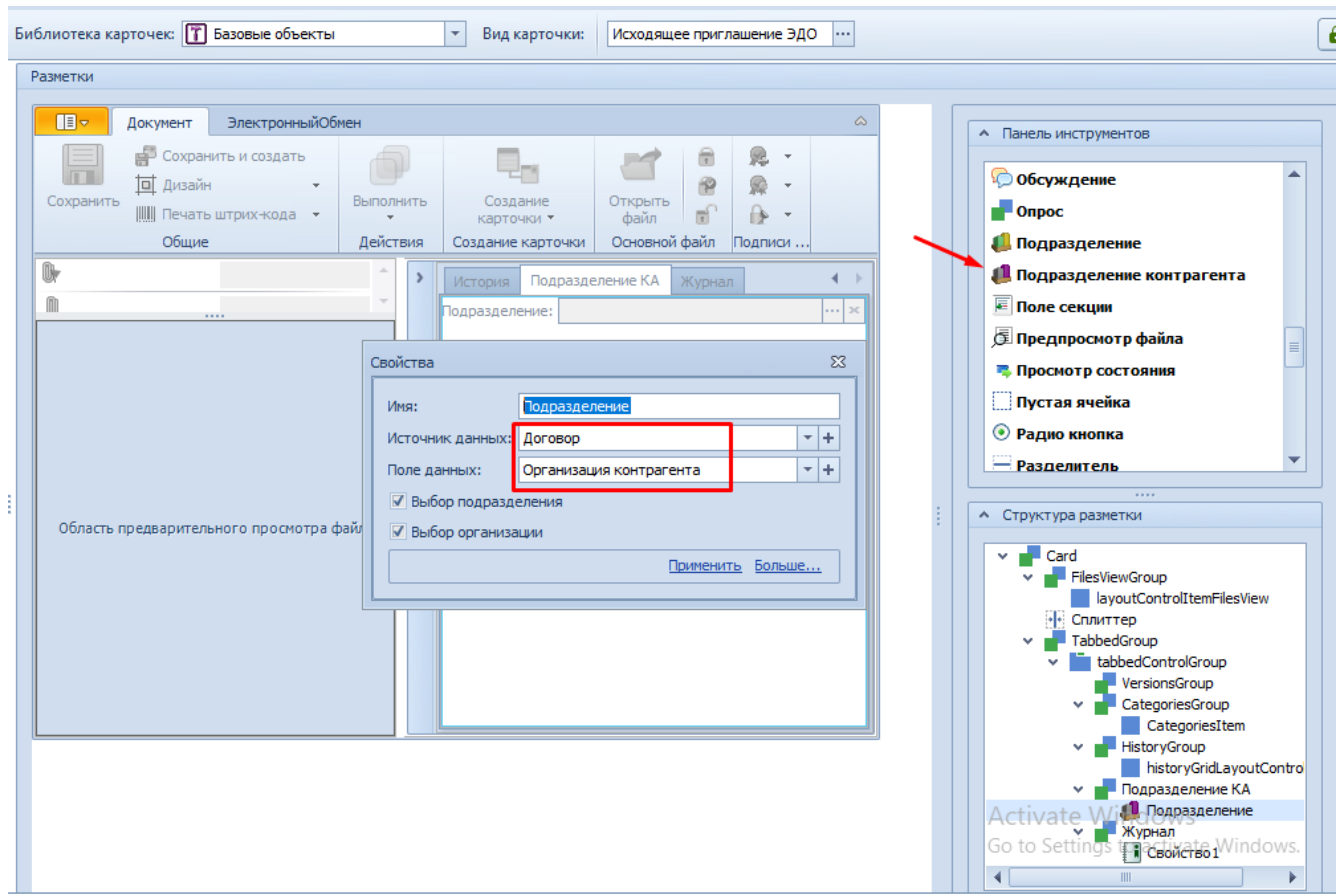 Библиотека карточек: Базовые объекты Вид карточки: Исходящее приглашение ЭДО ...
Разметки
Документ ЭлектронныйОбмен
Сохранить
Сохранить и создать
Дизайн
Печать штрих-кода
Общие
Выполнить
Действия
Создание
карточки
Создание карточки
Открыть
файл
Основной файл
Подписи ...
История Подразделение КА Журнал
Подразделение: ...
Область предварительного просмотра фай
Свойства
Имя: Подразделение
Источник данных: Договор
Поле данных: Организация контрагента
Выбор подразделения
Выбор организации
Применить Больше...
Панель инструментов
Обсуждение
Опрос
Подразделение
Подразделение контрагента
Поле секции
Предпросмотр файла
Просмотр состояния
Пустая ячейка
Радио кнопка
Разделитель
Структура разметки
Card
FilesViewGroup
layoutControlItemFilesView
Сплиттер
TabbedGroup
tabbedControlGroup
VersionsGroup
CategoriesGroup
CategoriesItem
HistoryGroup
historyGridLayoutContro
Подразделение КА
Подразделение
Журнал
Свойство1
Activate Windows
Go to Settings to activate Windows.